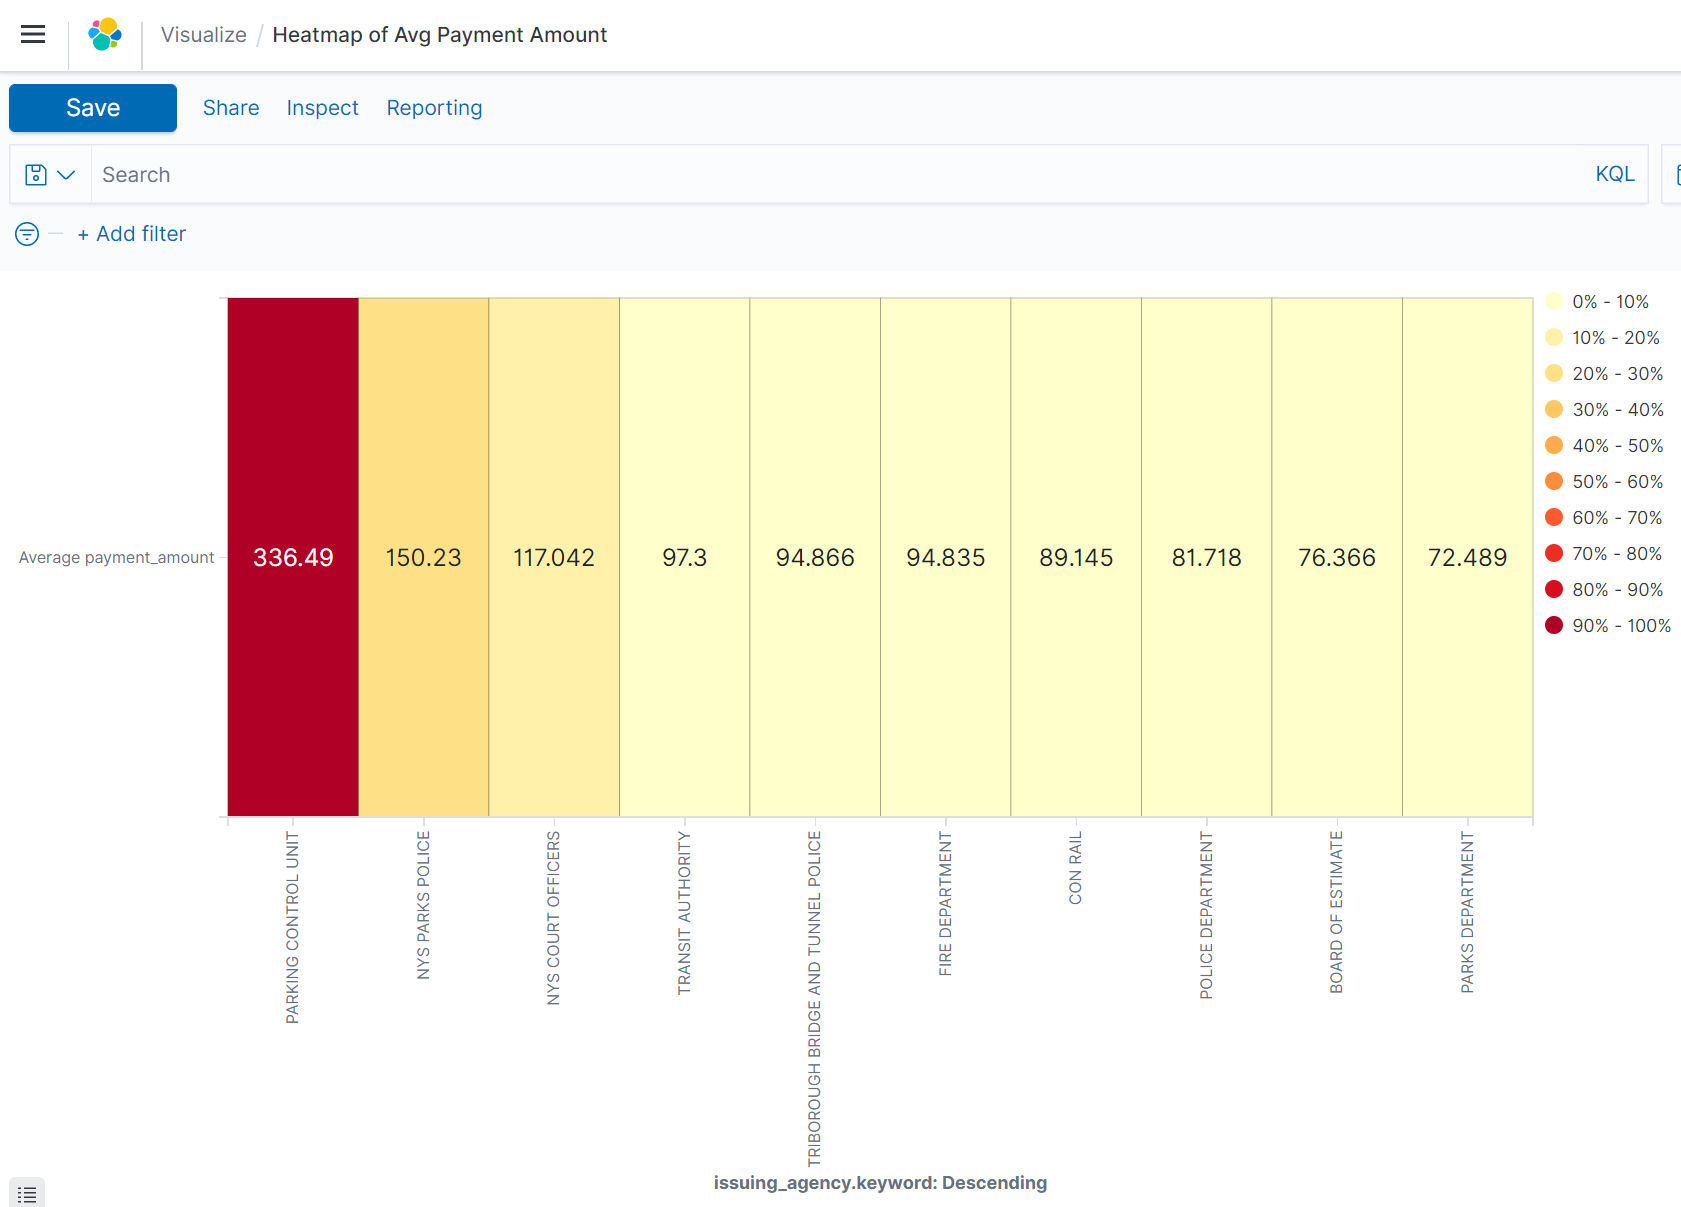 Visualize / Heatmap of Avg Payment Amount
Save Share Inspect Reporting
Search KQL
+ Add filter
0% - 10%
10% - 20%
20% - 30%
30% - 40%
40% - 50%
50% - 60%
60% - 70%
70% - 80%
80% - 90%
90% - 100%
Average payment_amount 336.49 150.23 117.042 97.3 94.866 94.835 89.145 81.718 76.366 72.489
PARKING CONTROL UNIT
NYS PARKS POLICE
NYS COURT OFFICERS
TRANSIT AUTHORITY
TRIBOROUGH BRIDGE AND TUNNEL POLICE
FIRE DEPARTMENT
CON RAIL
POLICE DEPARTMENT
BOARD OF ESTIMATE
PARKS DEPARTMENT
issuing_agency.keyword: Descending